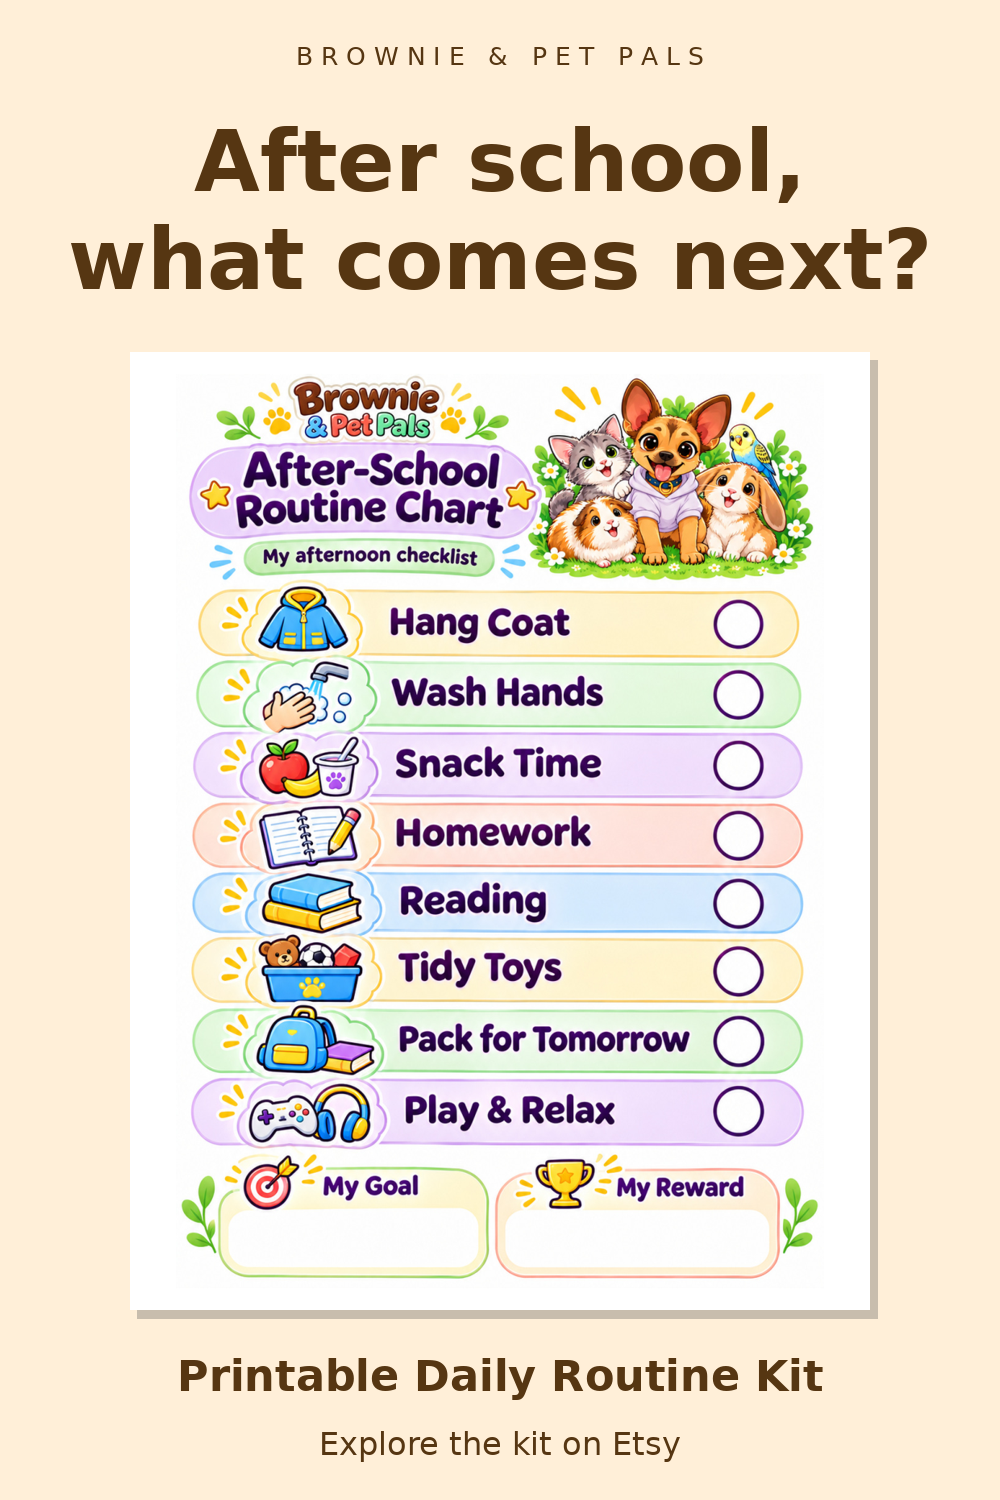 BROWNIE & PET PALS
After school,
what comes next?
Brownie
& Pet Pals
After-School
Routine Chart
My afternoon checklist
Hang Coat
Wash Hands
Snack Time
Homework
Reading
Tidy Toys
Pack for Tomorrow
Play & Relax
My Goal
My Reward
Printable Daily Routine Kit
Explore the kit on Etsy